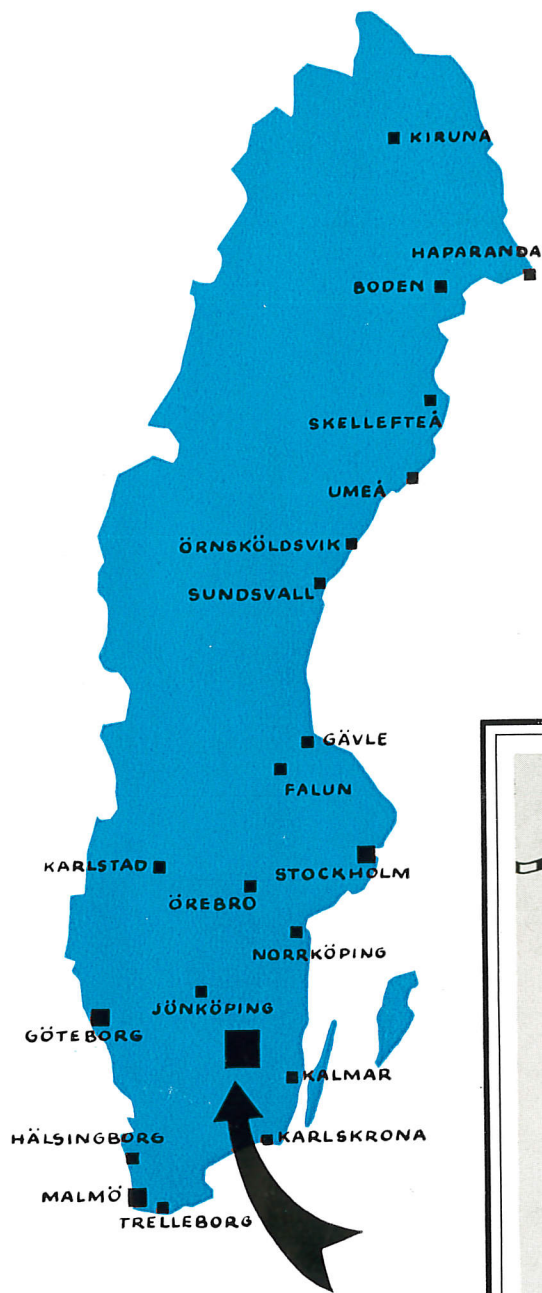 KIRUNA
HAPARANDA
BODEN
SKELLEFTEÅ
UMEÅ
ÖRNSKÖLDSVIK
SUNDSVALL
GÄVLE
FALUN
KARLSTAD
STOCKHOLM
ÖREBRO
NORRKÖPING
JÖNKÖPING
GÖTEBORG
KALMAR
HÄLSINGBORG
KARLSKRONA
MALMÖ
TRELLEBORG